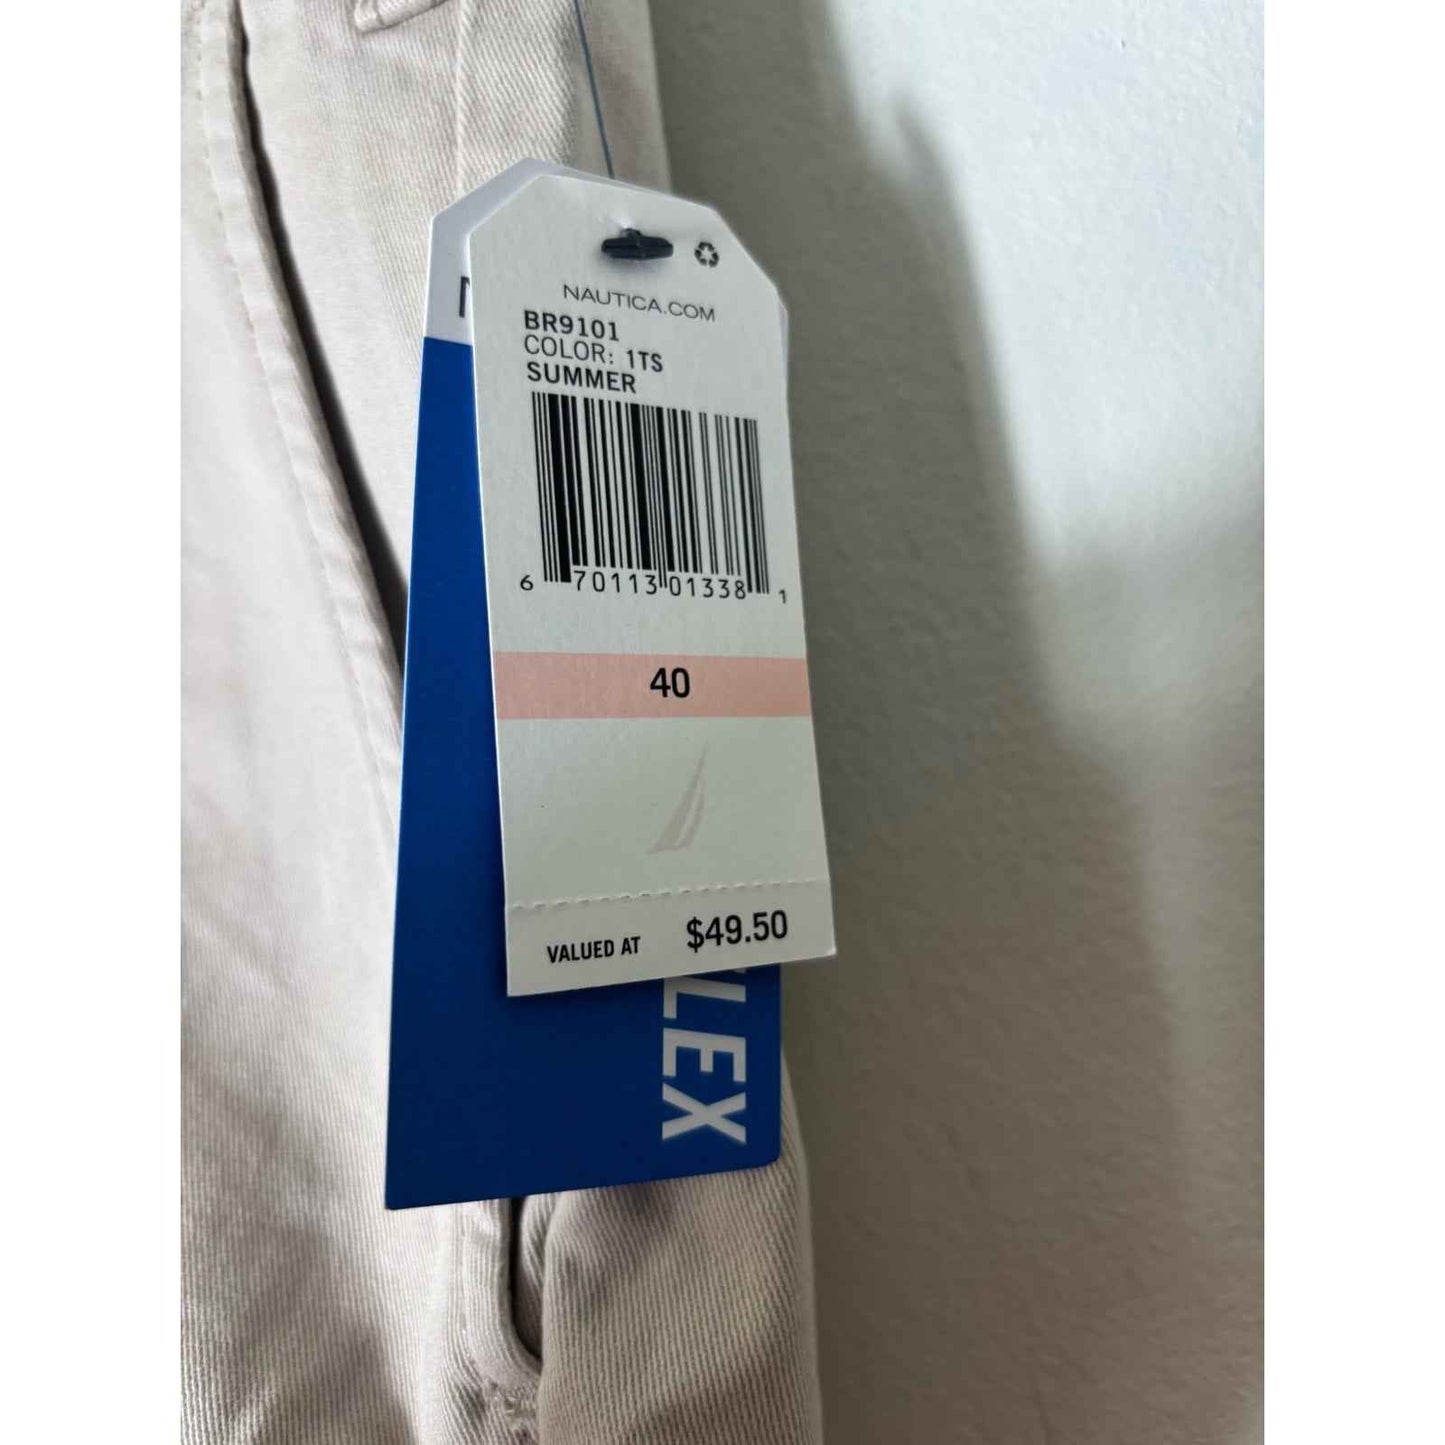 NAUTICA.COM
BR9101
COLOR: 1TS
SUMMER
6 70113 01338 1
40
VALUED AT $49.50
LEX